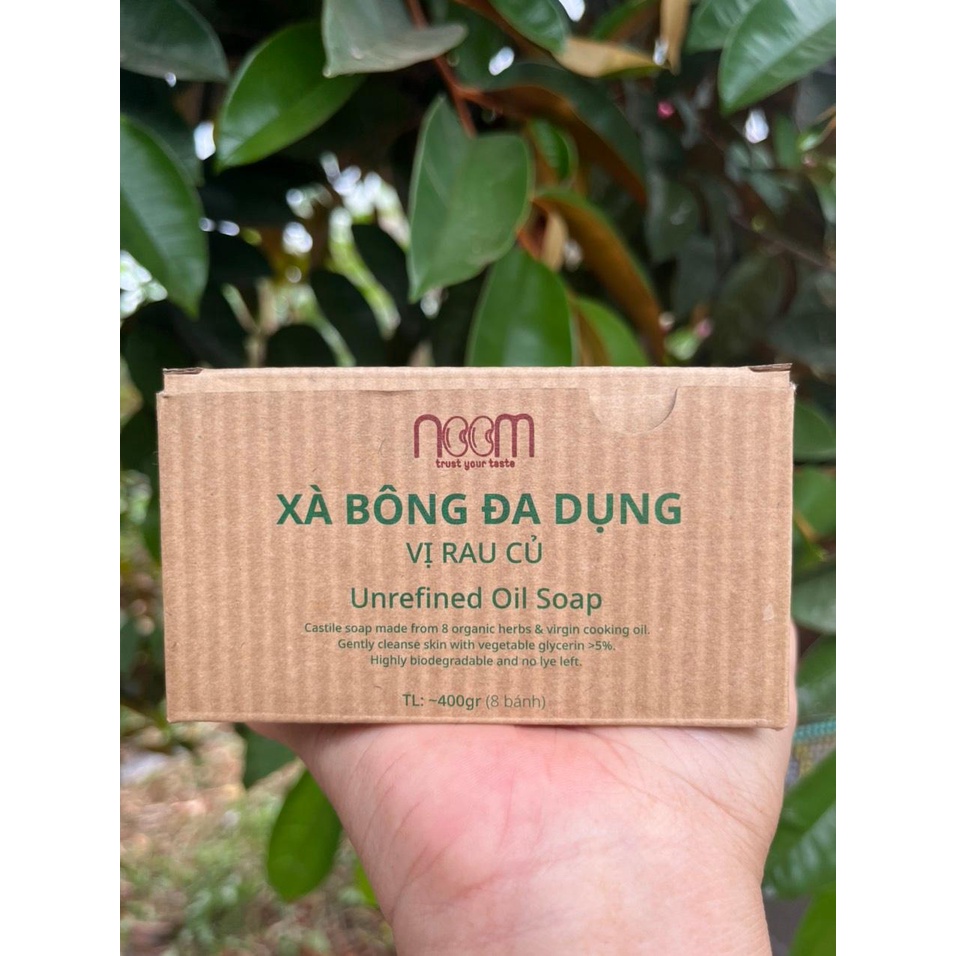 noom
trust your taste
XÀ BÔNG ĐA DỤNG
VỊ RAU CỦ
Unrefined Oil Soap
Castile soap made from 8 organic herbs & virgin cooking oil.
Gently cleanse skin with vegetable glycerin >5%.
Highly biodegradable and no lye left.
TL: ~400gr (8 bánh)